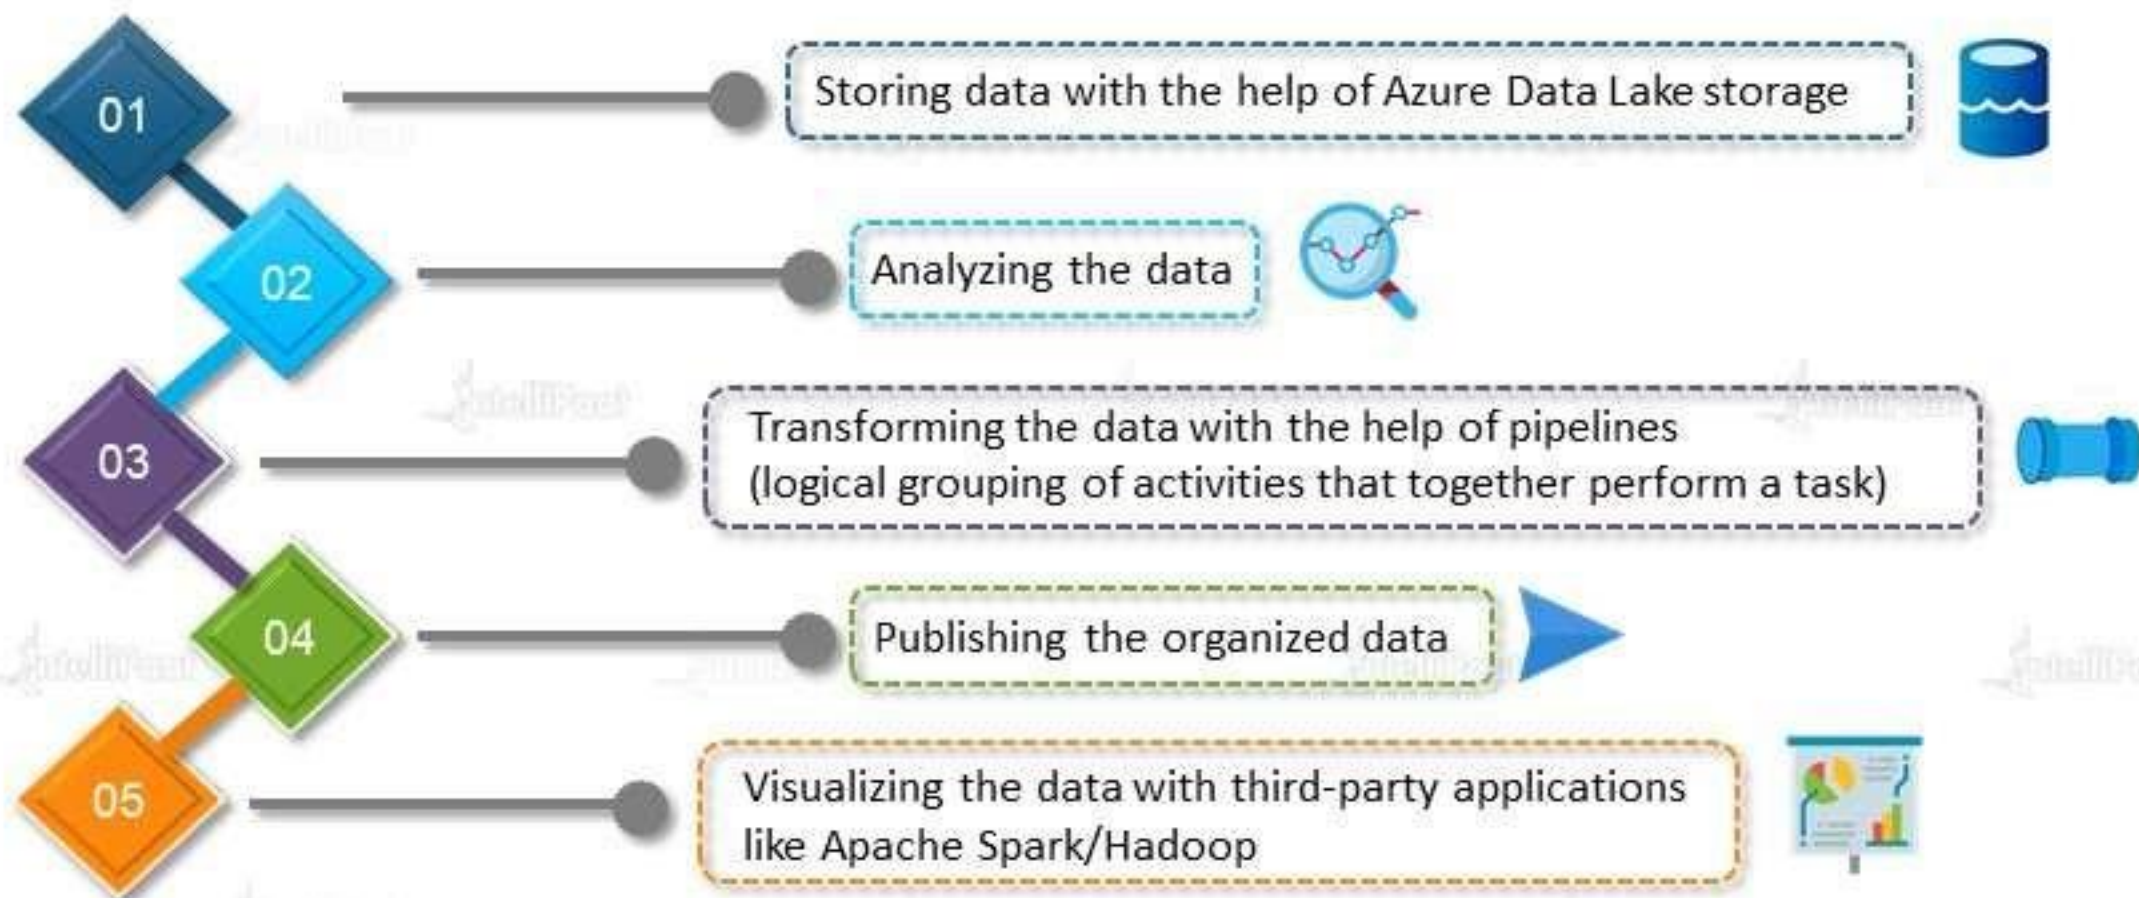 01
Storing data with the help of Azure Data Lake storage
02
Analyzing the data
03
Transforming the data with the help of pipelines
(logical grouping of activities that together perform a task)
04
Publishing the organized data
05
Visualizing the data with third-party applications
like Apache Spark/Hadoop